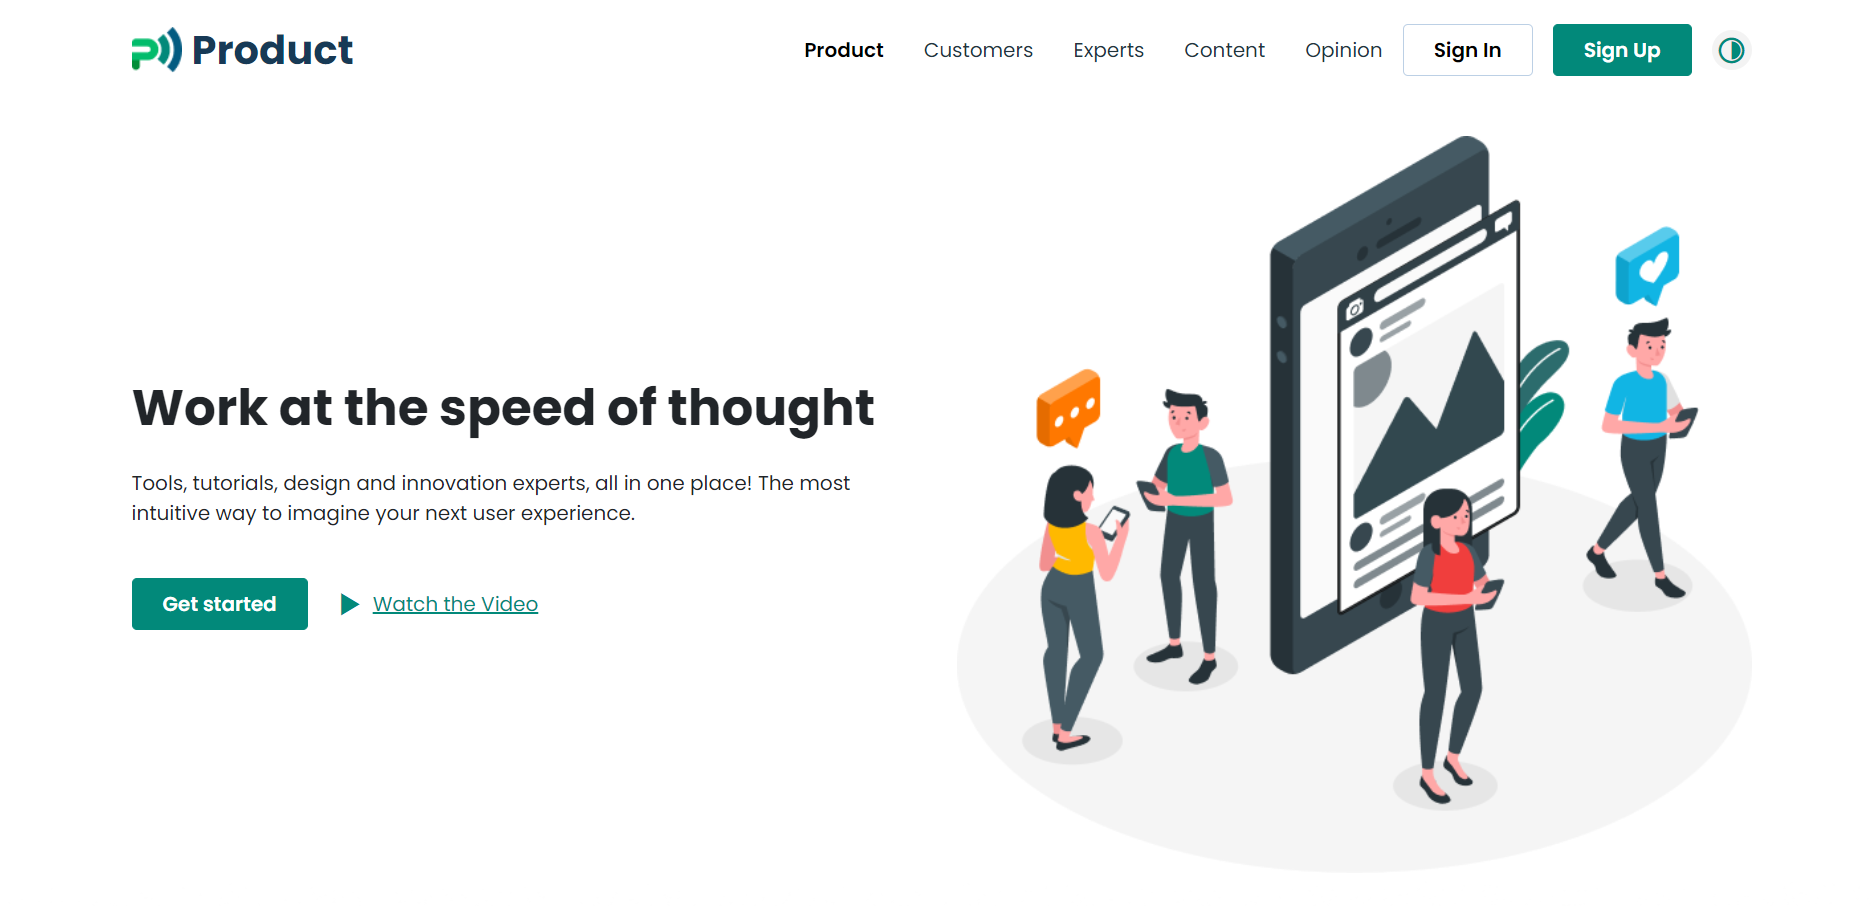 Product
Product Customers Experts Content Opinion Sign In Sign Up
Work at the speed of thought
Tools, tutorials, design and innovation experts, all in one place! The most
intuitive way to imagine your next user experience.
Get started Watch the Video